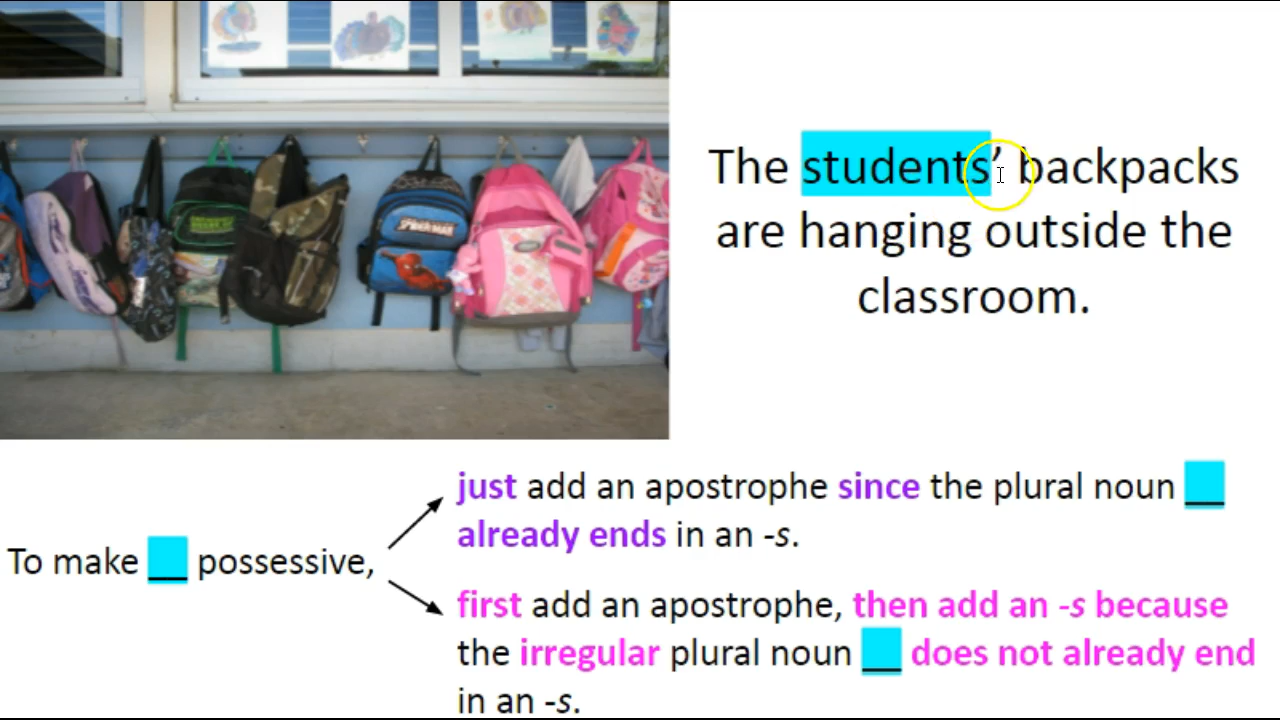 The students’ backpacks
are hanging outside the
classroom.
SPIDER-MAN
just add an apostrophe since the plural noun __
already ends in an -s.
To make __ possessive,
first add an apostrophe, then add an -s because
the irregular plural noun __ does not already end
in an -s.